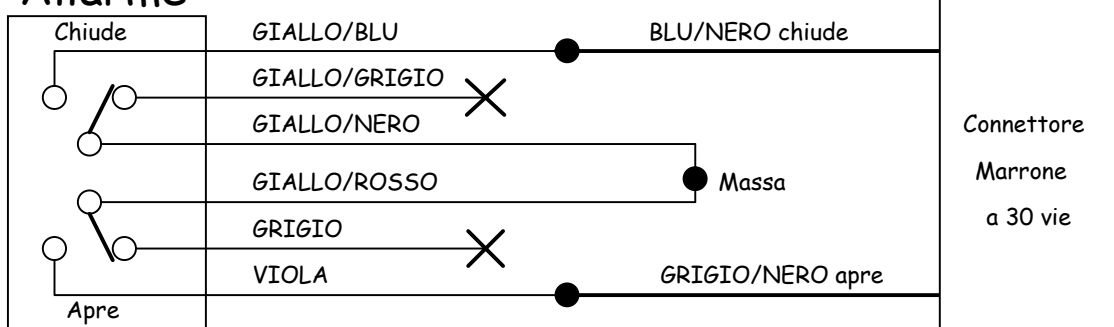 Chiude
GIALLO/BLU
BLU/NERO chiude
GIALLO/GRIGIO
GIALLO/NERO
Connettore
Marrone
a 30 vie
GIALLO/ROSSO
Massa
GRIGIO
VIOLA
GRIGIO/NERO apre
Apre